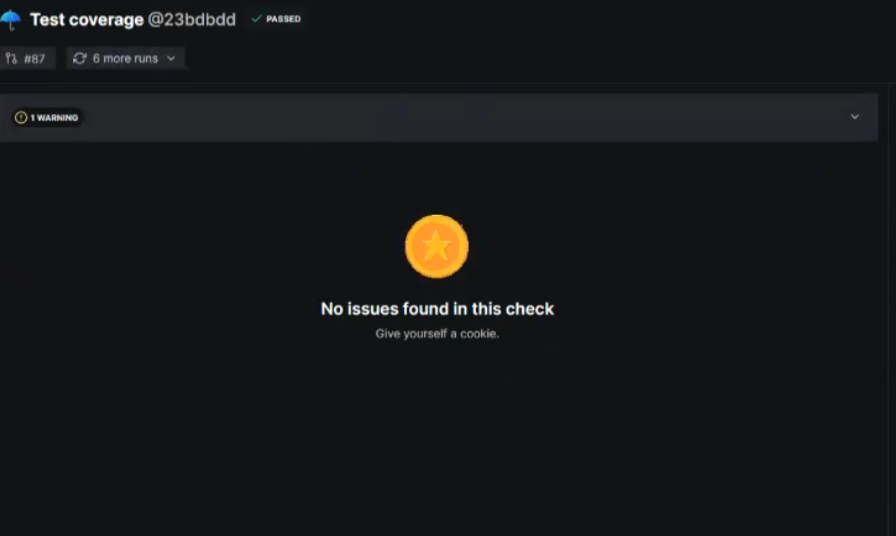 Test coverage @23bdbdd PASSED
#87 6 more runs
1 WARNING
No issues found in this check
Give yourself a cookie.